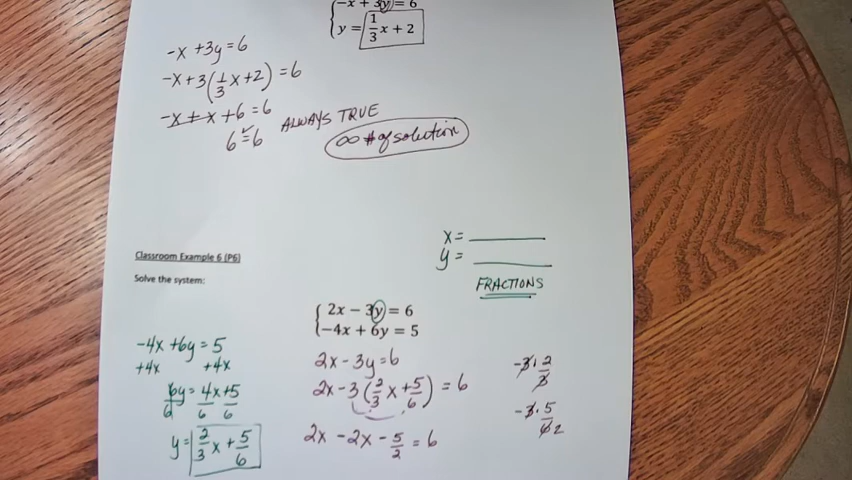 -x + 3y = 6
y = 1/3 x + 2
-x + 3y = 6
-x + 3(1/3 x + 2) = 6
-x + x + 6 = 6
6 = 6 ALWAYS TRUE
∞ # of solution
x = ________
y = ________
FRACTIONS
Classroom Example 6 (P6)
Solve the system:
2x − 3y = 6
−4x + 6y = 5
-4x + 6y = 5
+4x +4x
6y = 4x + 5
6 6 6
y = 2/3 x + 5/6
2x - 3y = 6
2x - 3(2/3 x + 5/6) = 6
2x - 2x - 5/2 = 6
-3 · 2/3
-3 · 5/6 2